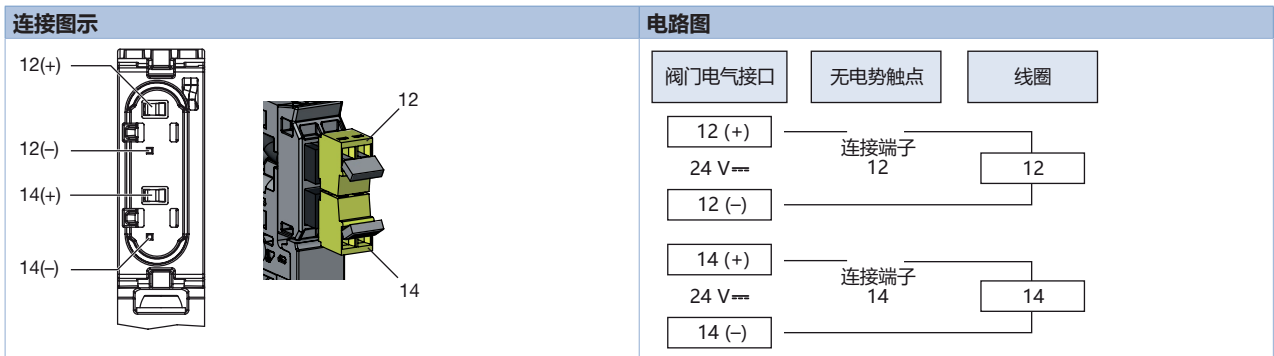 连接图示
12(+)
12(–)
14(+)
14(–)
12
14
电路图
阀门电气接口
无电势触点
线圈
12 (+)
24 V⎓
12 (–)
连接端子
12
12
14 (+)
24 V⎓
14 (–)
连接端子
14
14